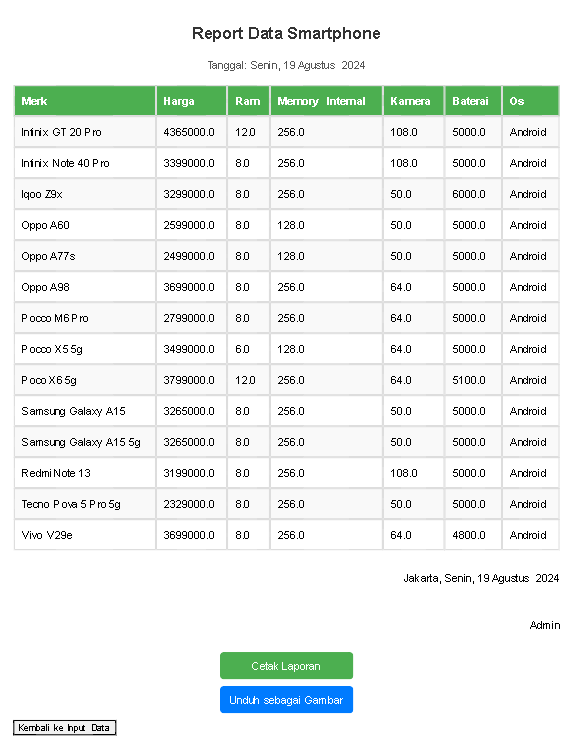 Report Data Smartphone
Tanggal: Senin, 19 Agustus 2024
Merk Harga Ram Memory Internal Kamera Baterai Os
Infinix GT 20 Pro 4365000.0 12.0 256.0 108.0 5000.0 Android
Infinix Note 40 Pro 3399000.0 8.0 256.0 108.0 5000.0 Android
Iqoo Z9x 3299000.0 8.0 256.0 50.0 6000.0 Android
Oppo A60 2599000.0 8.0 128.0 50.0 5000.0 Android
Oppo A77s 2499000.0 8.0 128.0 50.0 5000.0 Android
Oppo A98 3699000.0 8.0 256.0 64.0 5000.0 Android
Pocco M6 Pro 2799000.0 8.0 256.0 64.0 5000.0 Android
Pocco X5 5g 3499000.0 6.0 128.0 64.0 5000.0 Android
Poco X6 5g 3799000.0 12.0 256.0 64.0 5100.0 Android
Samsung Galaxy A15 3265000.0 8.0 256.0 50.0 5000.0 Android
Samsung Galaxy A15 5g 3265000.0 8.0 256.0 50.0 5000.0 Android
Redmi Note 13 3199000.0 8.0 256.0 108.0 5000.0 Android
Tecno Pova 5 Pro 5g 2329000.0 8.0 256.0 50.0 5000.0 Android
Vivo V29e 3699000.0 8.0 256.0 64.0 4800.0 Android
Jakarta, Senin, 19 Agustus 2024
Admin
Cetak Laporan
Unduh sebagai Gambar
Kembali ke Input Data